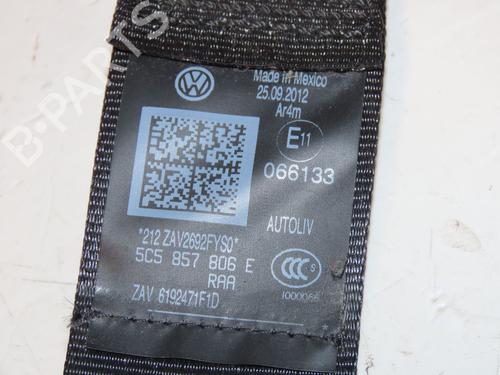 Made in Mexico
25.09.2012
Ar4m
E11
066133
AUTOLIV
*212 ZAV2692FYS0*
5C5 857 806 E
RAA
ZAV 6192471F1D
CCC S
B-PARTS